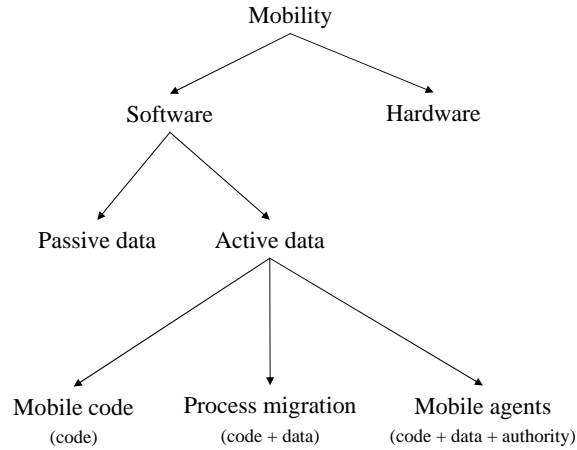 Mobility
Software
Hardware
Passive data
Active data
Mobile code
(code)
Process migration
(code + data)
Mobile agents
(code + data + authority)